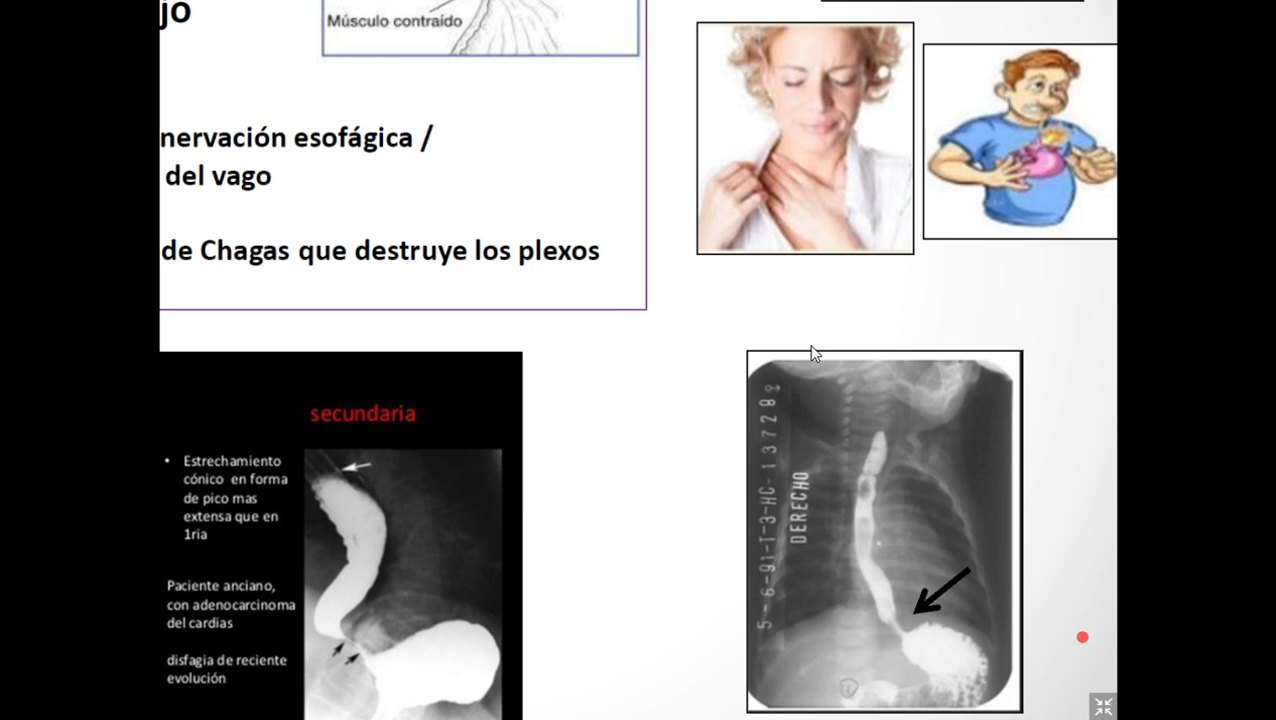 jo
Músculo contraído
nervación esofágica /
del vago
de Chagas que destruye los plexos
secundaria
• Estrechamiento
cónico en forma
de pico mas
extensa que en
1ria
Paciente anciano,
con adenocarcinoma
del cardias
disfagia de reciente
evolución
5-6-91-T-3-HC-13728
DERECHO